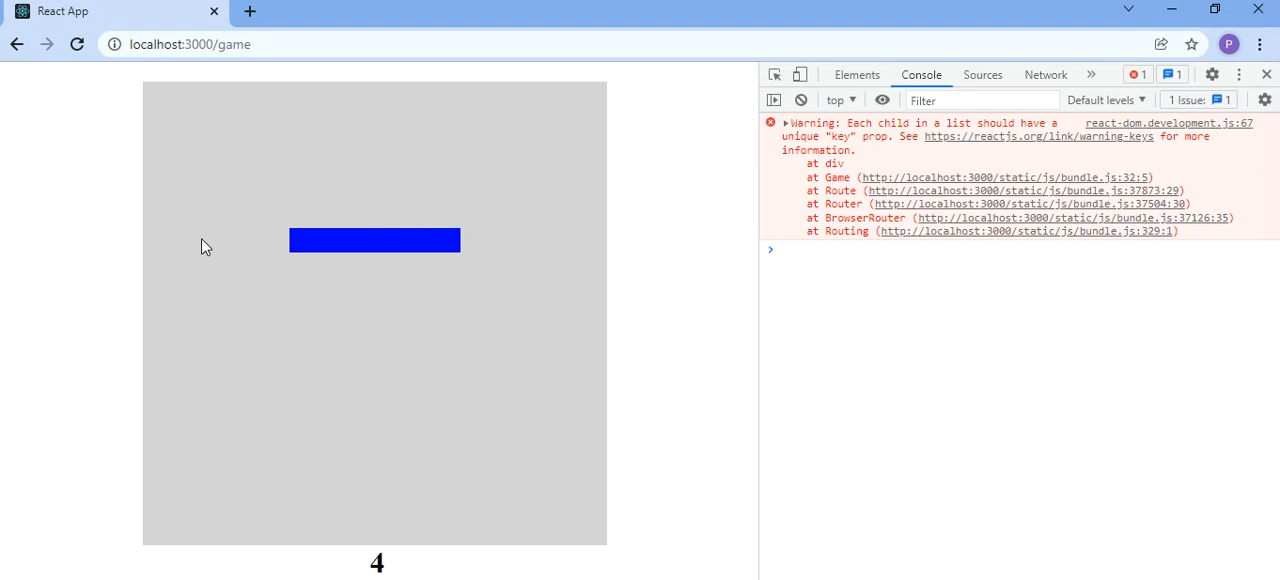 React App
localhost:3000/game
P
Elements Console Sources Network » 1 1
top ▼ Filter Default levels ▼ 1 Issue: 1
▸Warning: Each child in a list should have a react-dom.development.js:67
unique "key" prop. See https://reactjs.org/link/warning-keys for more
information.
at div
at Game (http://localhost:3000/static/js/bundle.js:32:5)
at Route (http://localhost:3000/static/js/bundle.js:37873:29)
at Router (http://localhost:3000/static/js/bundle.js:37504:30)
at BrowserRouter (http://localhost:3000/static/js/bundle.js:37126:35)
at Routing (http://localhost:3000/static/js/bundle.js:329:1)
4